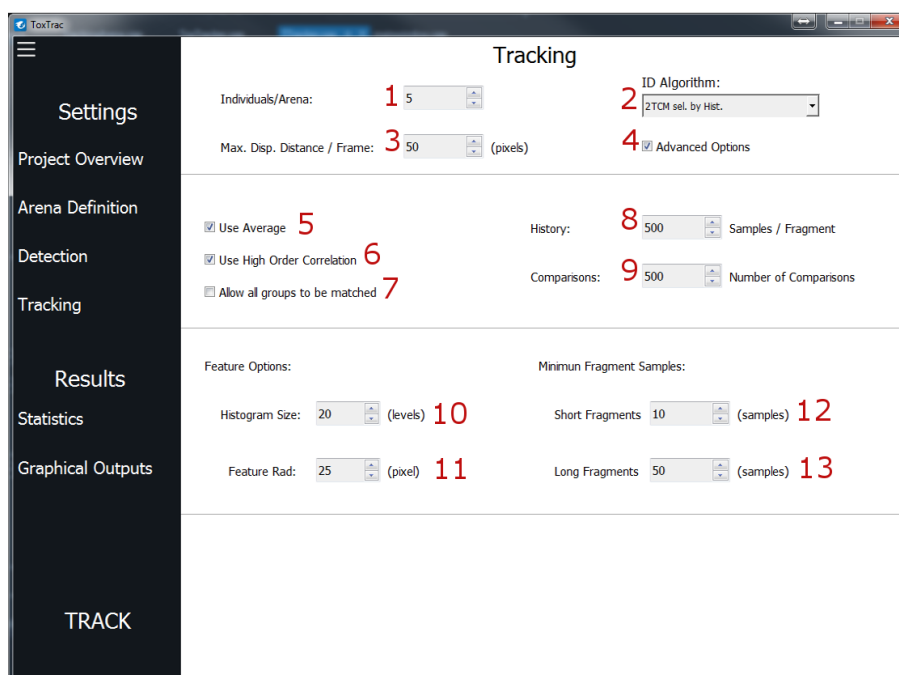 ToxTrac
Tracking
Settings
Project Overview
Arena Definition
Detection
Tracking
Results
Statistics
Graphical Outputs
TRACK
Individuals/Arena: 1 5
ID Algorithm:
2 2TCM sel. by Hist.
Max. Disp. Distance / Frame: 3 50 (pixels)
4 Advanced Options
Use Average 5
Use High Order Correlation 6
Allow all groups to be matched 7
History: 8 500 Samples / Fragment
Comparisons: 9 500 Number of Comparisons
Feature Options:
Histogram Size: 20 (levels) 10
Feature Rad: 25 (pixel) 11
Minimun Fragment Samples:
Short Fragments 10 (samples) 12
Long Fragments 50 (samples) 13